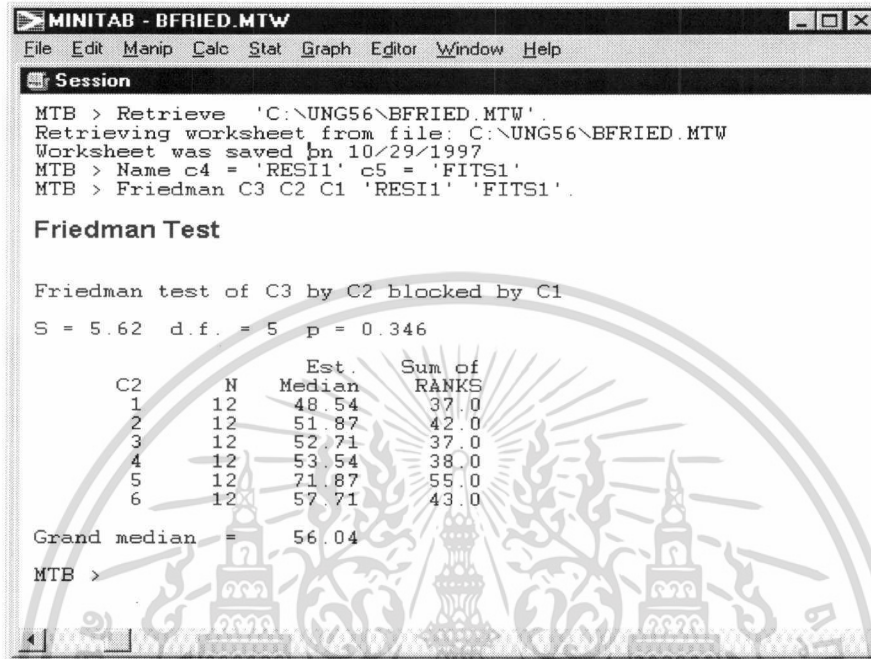 MINITAB - BFRIED.MTW
File Edit Manip Calc Stat Graph Editor Window Help
Session
MTB > Retrieve 'C:\UNG56\BFRIED.MTW'.
Retrieving worksheet from file: C:\UNG56\BFRIED.MTW
Worksheet was saved on 10/29/1997
MTB > Name c4 = 'RESI1' c5 = 'FITS1'
MTB > Friedman C3 C2 C1 'RESI1' 'FITS1'.
Friedman Test
Friedman test of C3 by C2 blocked by C1
S = 5.62 d.f. = 5 p = 0.346
Est. Sum of
C2 N Median RANKS
1 12 48.54 37.0
2 12 51.87 42.0
3 12 52.71 37.0
4 12 53.54 38.0
5 12 71.87 55.0
6 12 57.71 43.0
Grand median = 56.04
MTB >